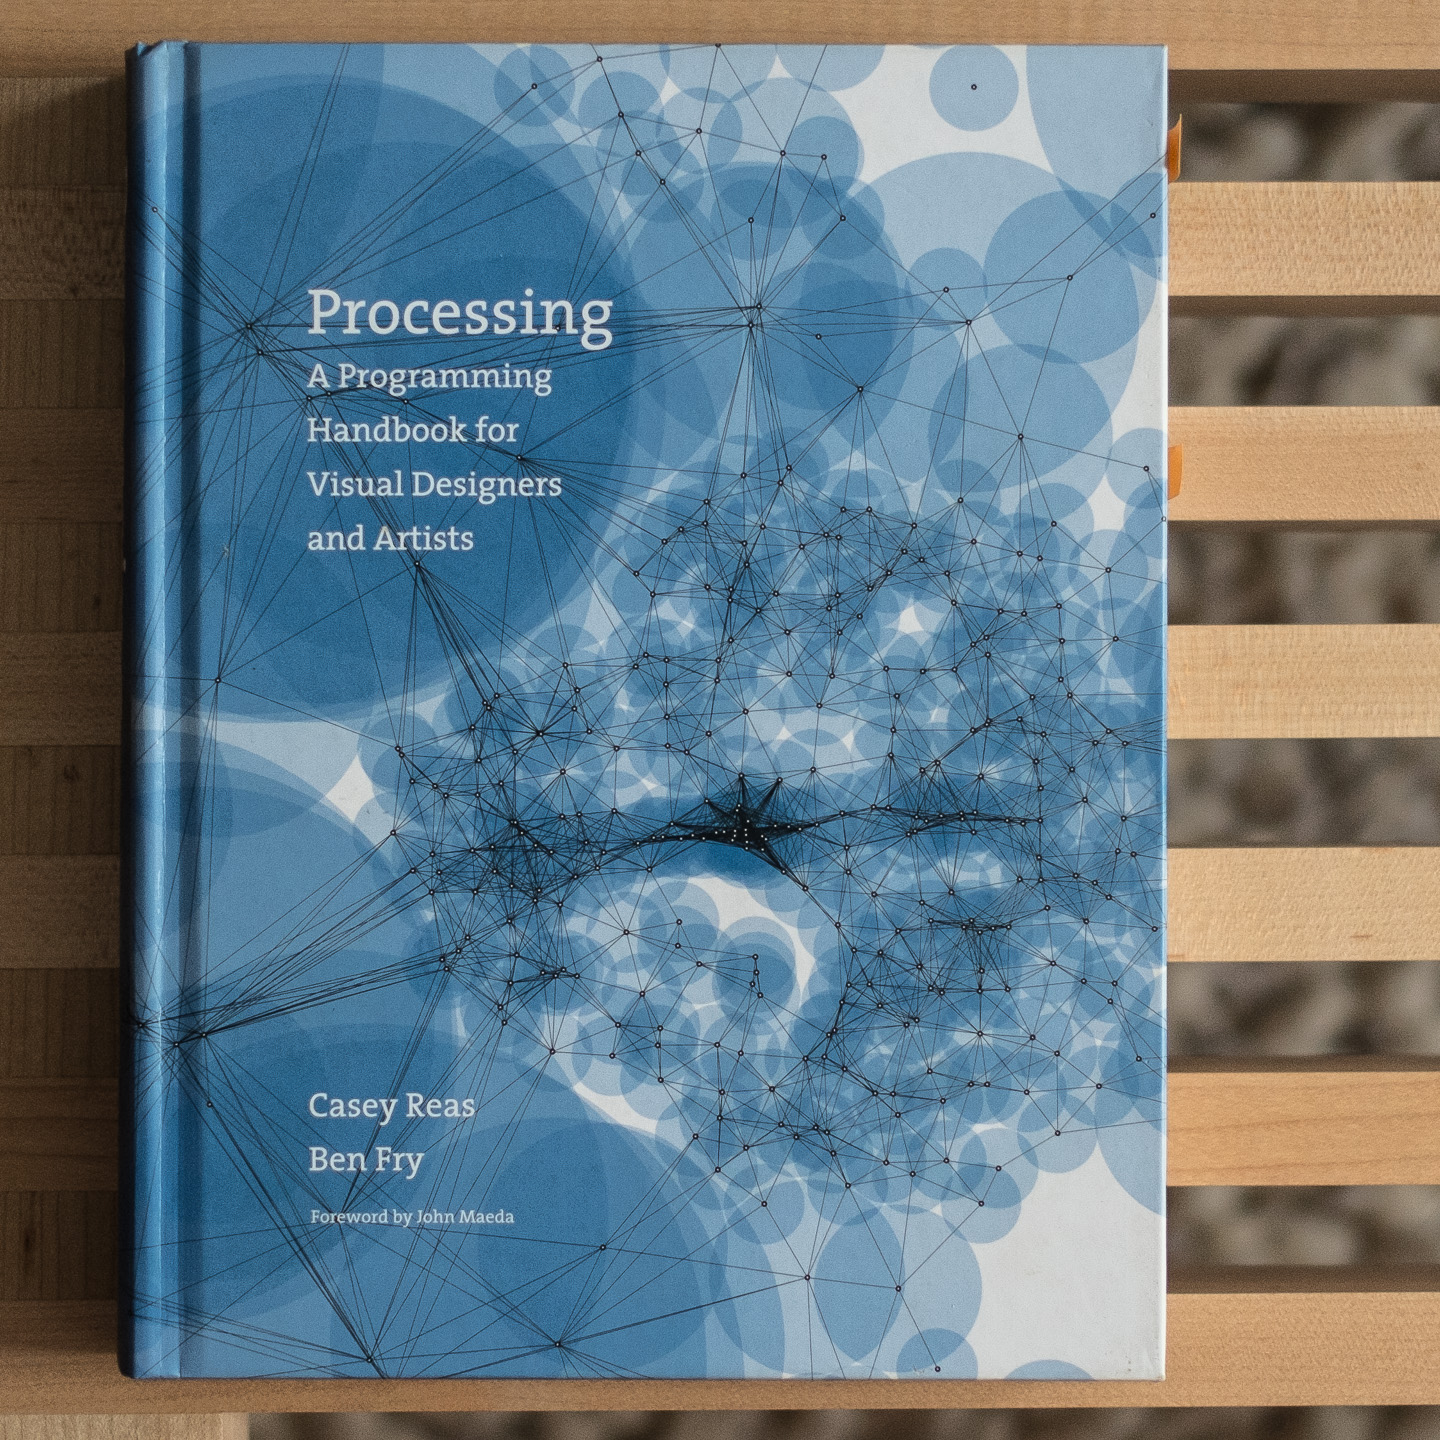 Processing
A Programming
Handbook for
Visual Designers
and Artists
Casey Reas
Ben Fry
Foreword by John Maeda